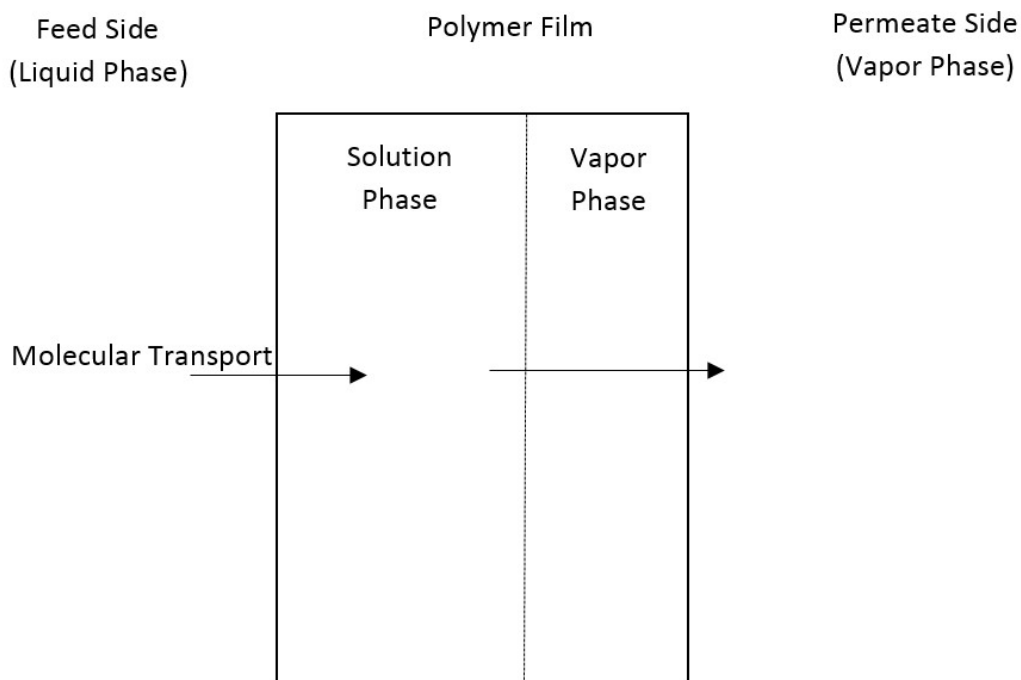 Feed Side
(Liquid Phase)
Polymer Film
Permeate Side
(Vapor Phase)
Solution
Phase
Vapor
Phase
Molecular Transport